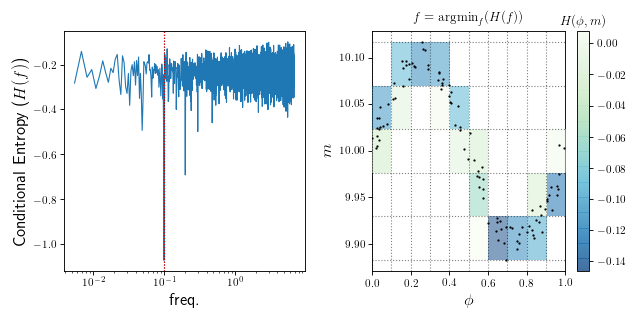 f = argmin_f(H(f))
H(ϕ, m)
Conditional Entropy (H(f))
−0.2
−0.4
−0.6
−0.8
−1.0
10⁻² 10⁻¹ 10⁰
freq.
m
10.10
10.05
10.00
9.95
9.90
0.0 0.2 0.4 0.6 0.8 1.0
ϕ
0.00
−0.02
−0.04
−0.06
−0.08
−0.10
−0.12
−0.14